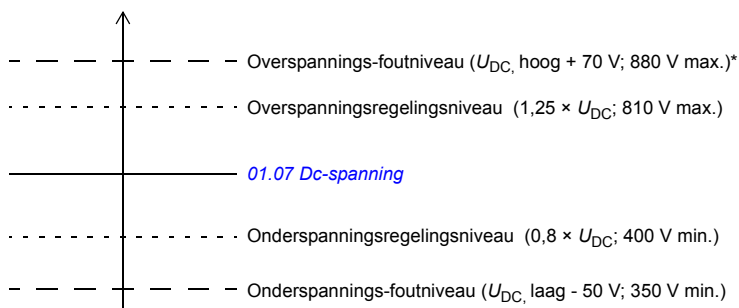 Overspannings-foutniveau (UDC, hoog + 70 V; 880 V max.)*
Overspanningsregelingsniveau (1,25 × UDC; 810 V max.)
01.07 Dc-spanning
Onderspanningsregelingsniveau (0,8 × UDC; 400 V min.)
Onderspannings-foutniveau (UDC, laag - 50 V; 350 V min.)